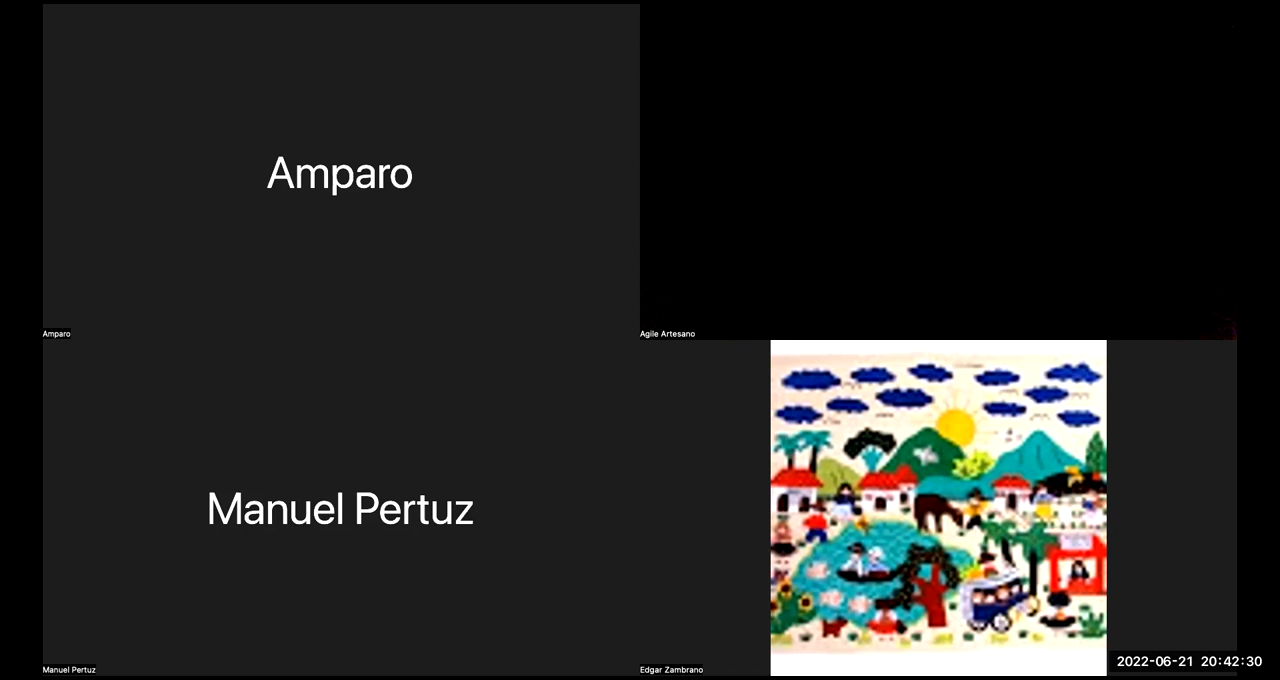 Amparo
Amparo
Agile Artesano
Manuel Pertuz
Manuel Pertuz
Edgar Zambrano
2022-06-21 20:42:30